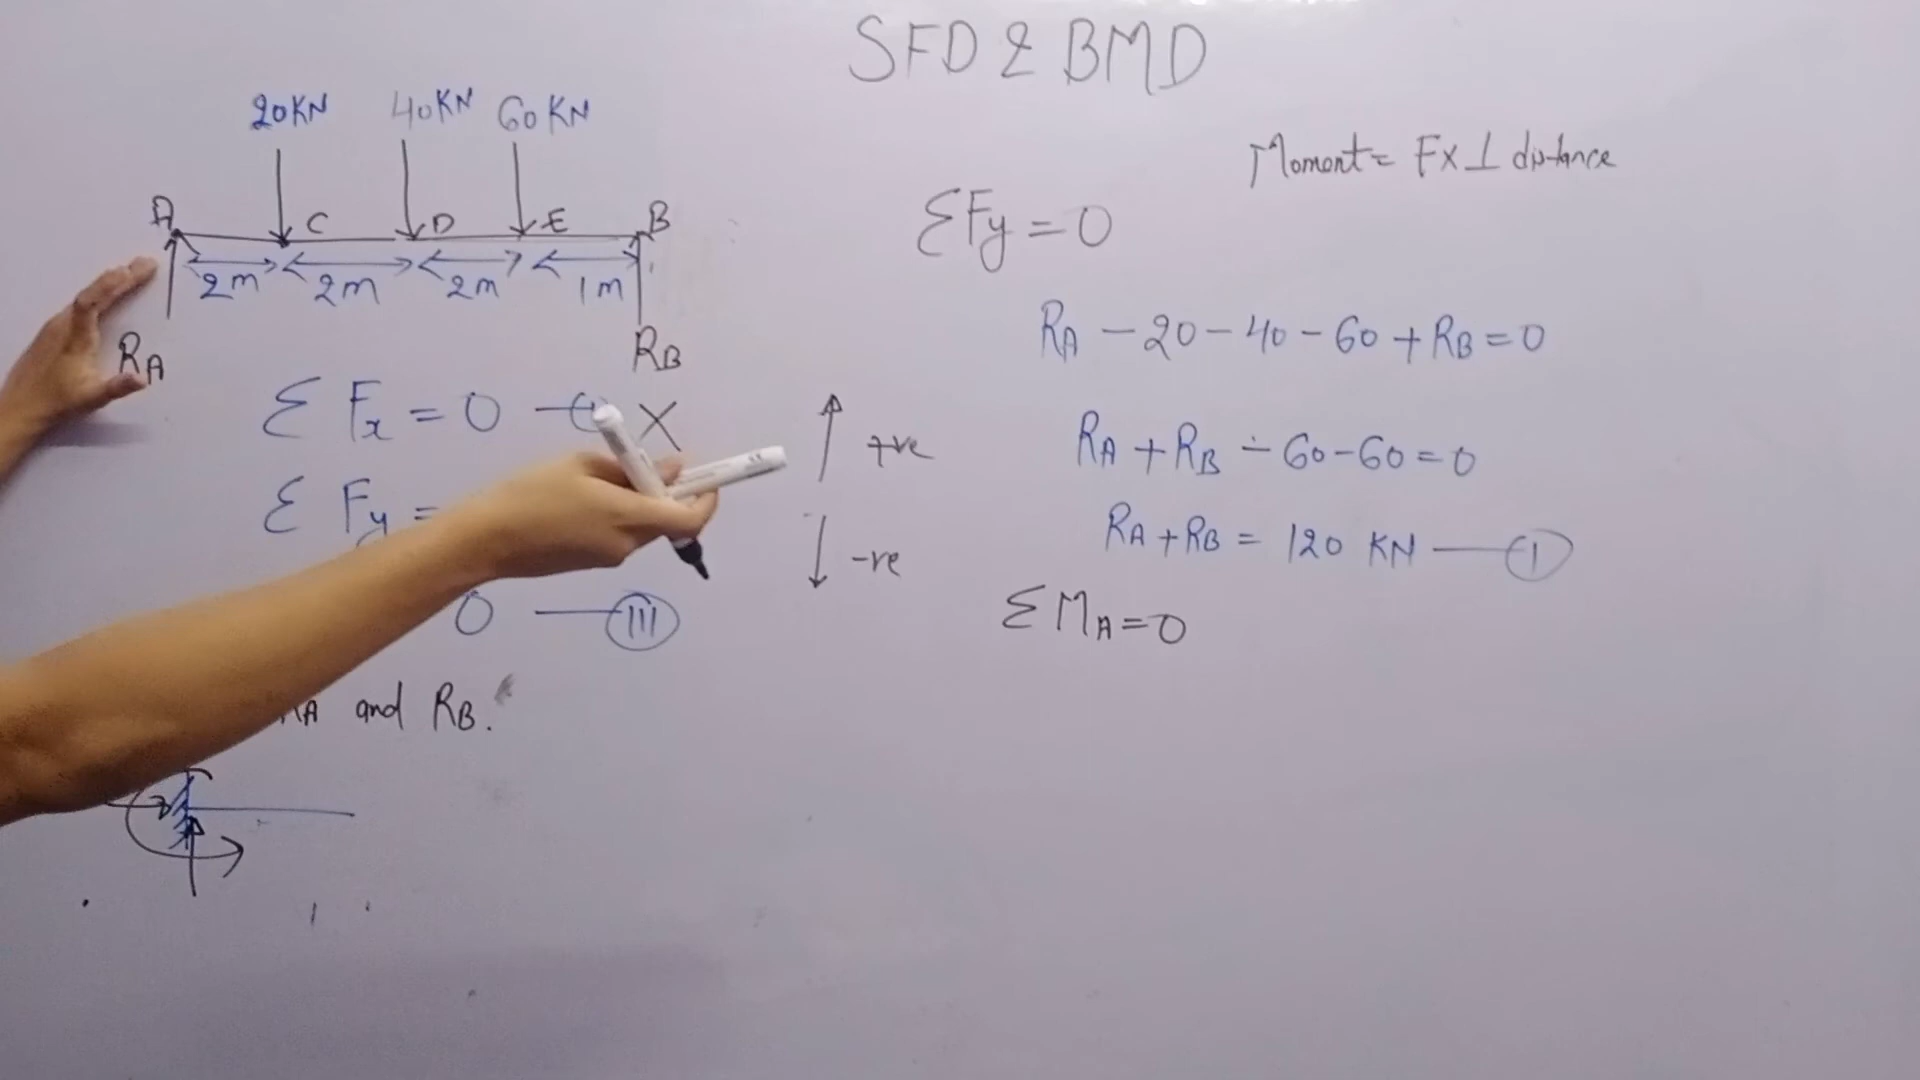 SFD & BMD
20KN 40KN 60KN
A C D E B
2m 2m 2m 1m
RA RB
Σ Fx = 0 X
Σ Fy =
0 — III
and RB.
Moment = F X ⊥ distance
ΣFy = 0
RA - 20 - 40 - 60 + RB = 0
RA + RB - 60 - 60 = 0
RA + RB = 120 KN — I
ΣMA = 0
+ve
-ve